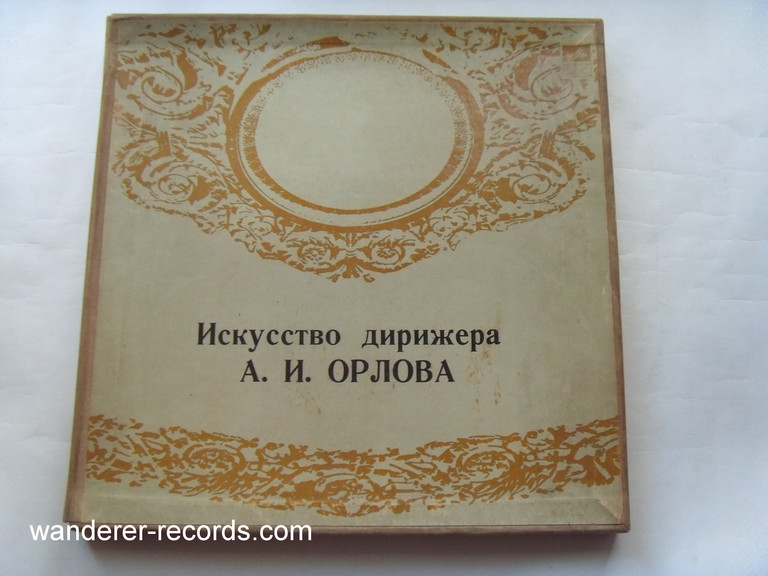 Искусство дирижера
А. И. ОРЛОВА
wanderer-records.com